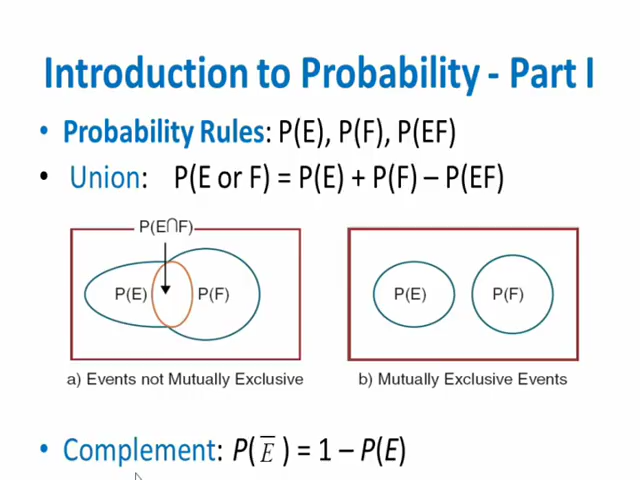 Introduction to Probability - Part I
• Probability Rules: P(E), P(F), P(EF)
• Union: P(E or F) = P(E) + P(F) – P(EF)
P(E∩F)
P(E) P(F)
P(E) P(F)
a) Events not Mutually Exclusive
b) Mutually Exclusive Events
• Complement: P( E̅ ) = 1 – P(E)